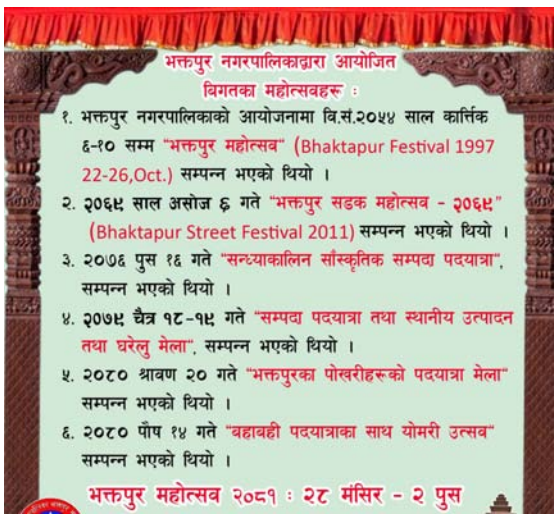 भक्तपुर नगरपालिकाद्वारा आयोजित
विगतका महोत्सवहरू :
१. भक्तपुर नगरपालिकाको आयोजनामा वि.सं.२०५४ साल कार्त्तिक
६-१० सम्म "भक्तपुर महोत्सव" (Bhaktapur Festival 1997
22-26,Oct.) सम्पन्न भएको थियो ।
२. २०६९ साल असोज ६ गते "भक्तपुर सडक महोत्सव - २०६९"
(Bhaktapur Street Festival 2011) सम्पन्न भएको थियो ।
३. २०७६ पुस १६ गते "सन्ध्याकालिन साँस्कृतिक सम्पदा पदयात्रा",
सम्पन्न भएको थियो ।
४. २०७९ चैत्र १८-१९ गते "सम्पदा पदयात्रा तथा स्थानीय उत्पादन
तथा घरेलु मेला", सम्पन्न भएको थियो ।
५. २०८० श्रावण २० गते "भक्तपुरका पोखरीहरूको पदयात्रा मेला"
सम्पन्न भएको थियो ।
६. २०८० पौष १४ गते "बहाबही पदयात्राका साथ योमरी उत्सव"
सम्पन्न भएको थियो ।
भक्तपुर महोत्सव २०८१ : २८ मंसिर - २ पुस